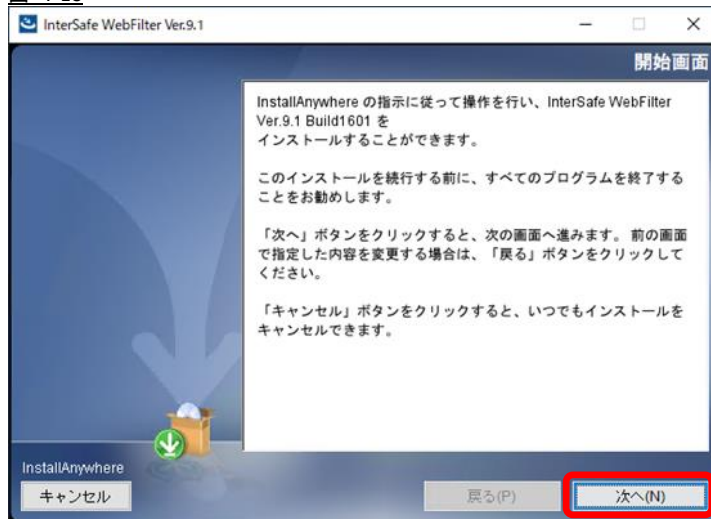 InterSafe WebFilter Ver.9.1
開始画面
InstallAnywhere の指示に従って操作を行い、InterSafe WebFilter
Ver.9.1 Build1601 を
インストールすることができます。
このインストールを続行する前に、すべてのプログラムを終了する
ことをお勧めします。
「次へ」ボタンをクリックすると、次の画面へ進みます。 前の画面
で指定した内容を変更する場合は、「戻る」ボタンをクリックして
ください。
「キャンセル」ボタンをクリックすると、いつでもインストールを
キャンセルできます。
InstallAnywhere
キャンセル
戻る(P)
次へ(N)